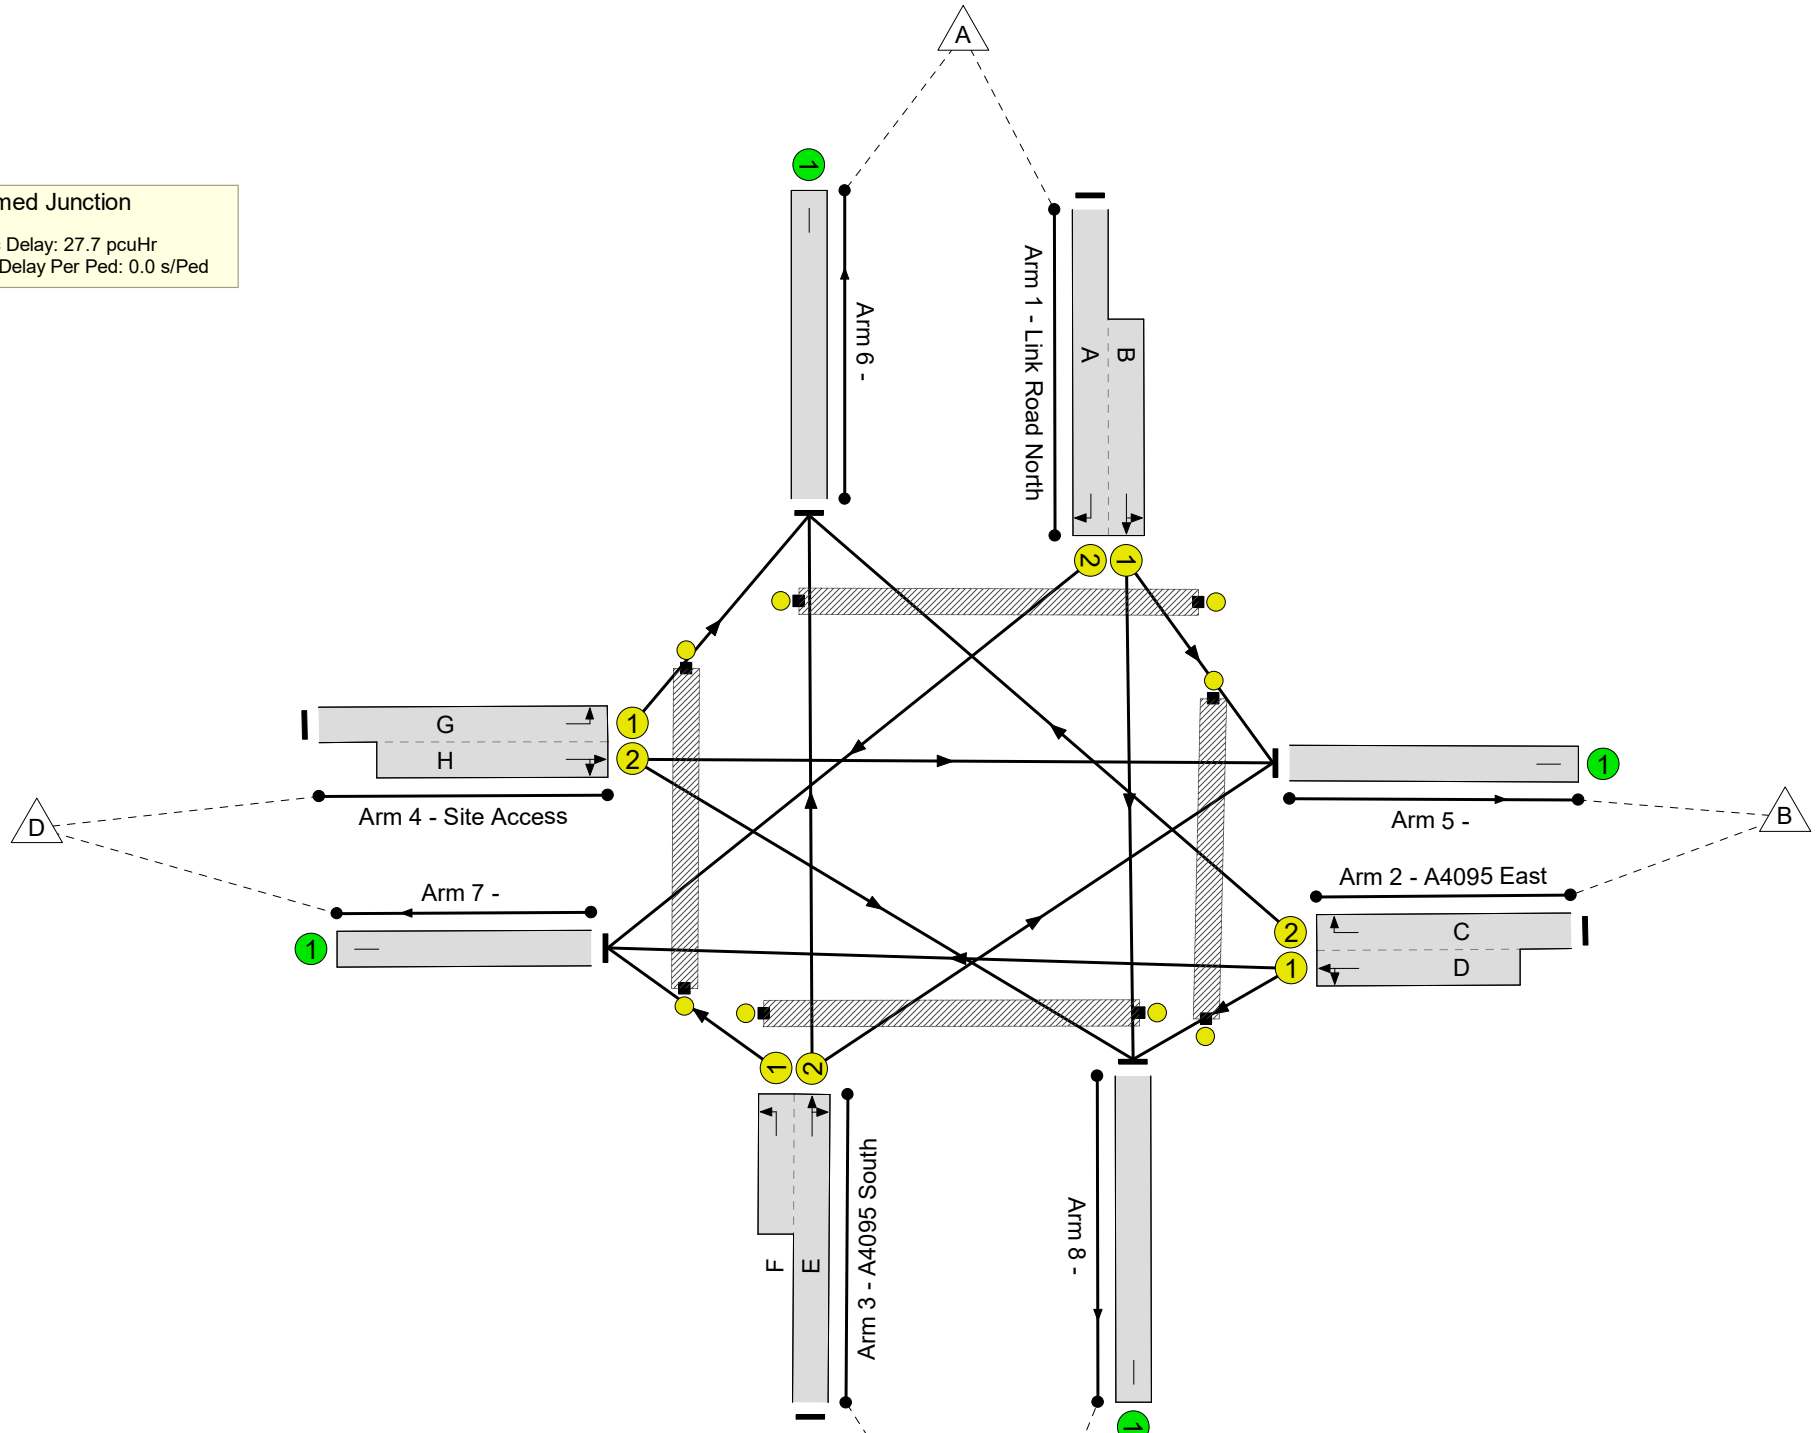 A
1
med Junction
Delay: 27.7 pcuHr
Delay Per Ped: 0.0 s/Ped
Arm 6 -
Arm 1 - Link Road North
A
B
2
1
G
H
1
2
Arm 4 - Site Access
D
Arm 7 -
1
1
Arm 5 -
B
Arm 2 - A4095 East
2
1
C
D
1
2
F
E
Arm 3 - A4095 South
Arm 8 -
1